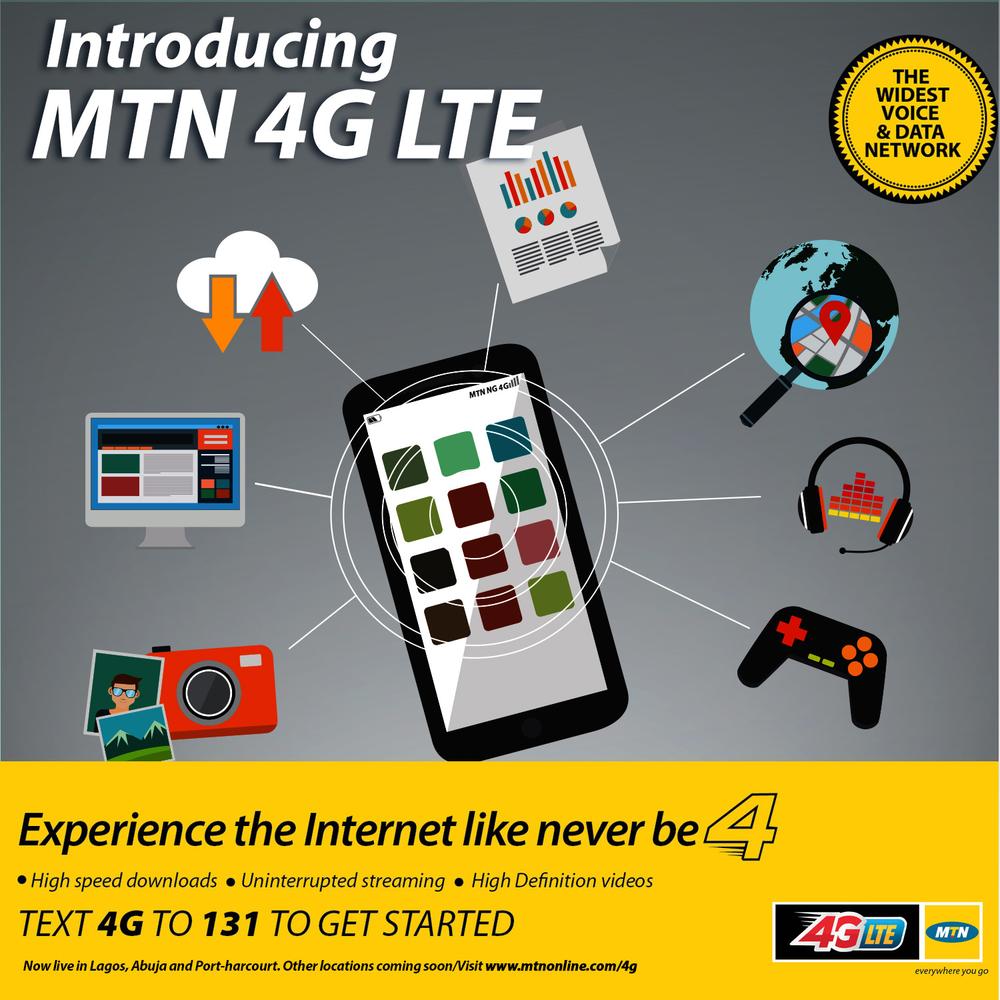 Introducing
MTN 4G LTE
THE
WIDEST
VOICE
& DATA
NETWORK
MTN NG 4G
Experience the Internet like never be 4
• High speed downloads • Uninterrupted streaming • High Definition videos
TEXT 4G TO 131 TO GET STARTED
Now live in Lagos, Abuja and Port-harcourt. Other locations coming soon/Visit www.mtnonline.com/4g
4G LTE
MTN
everywhere you go